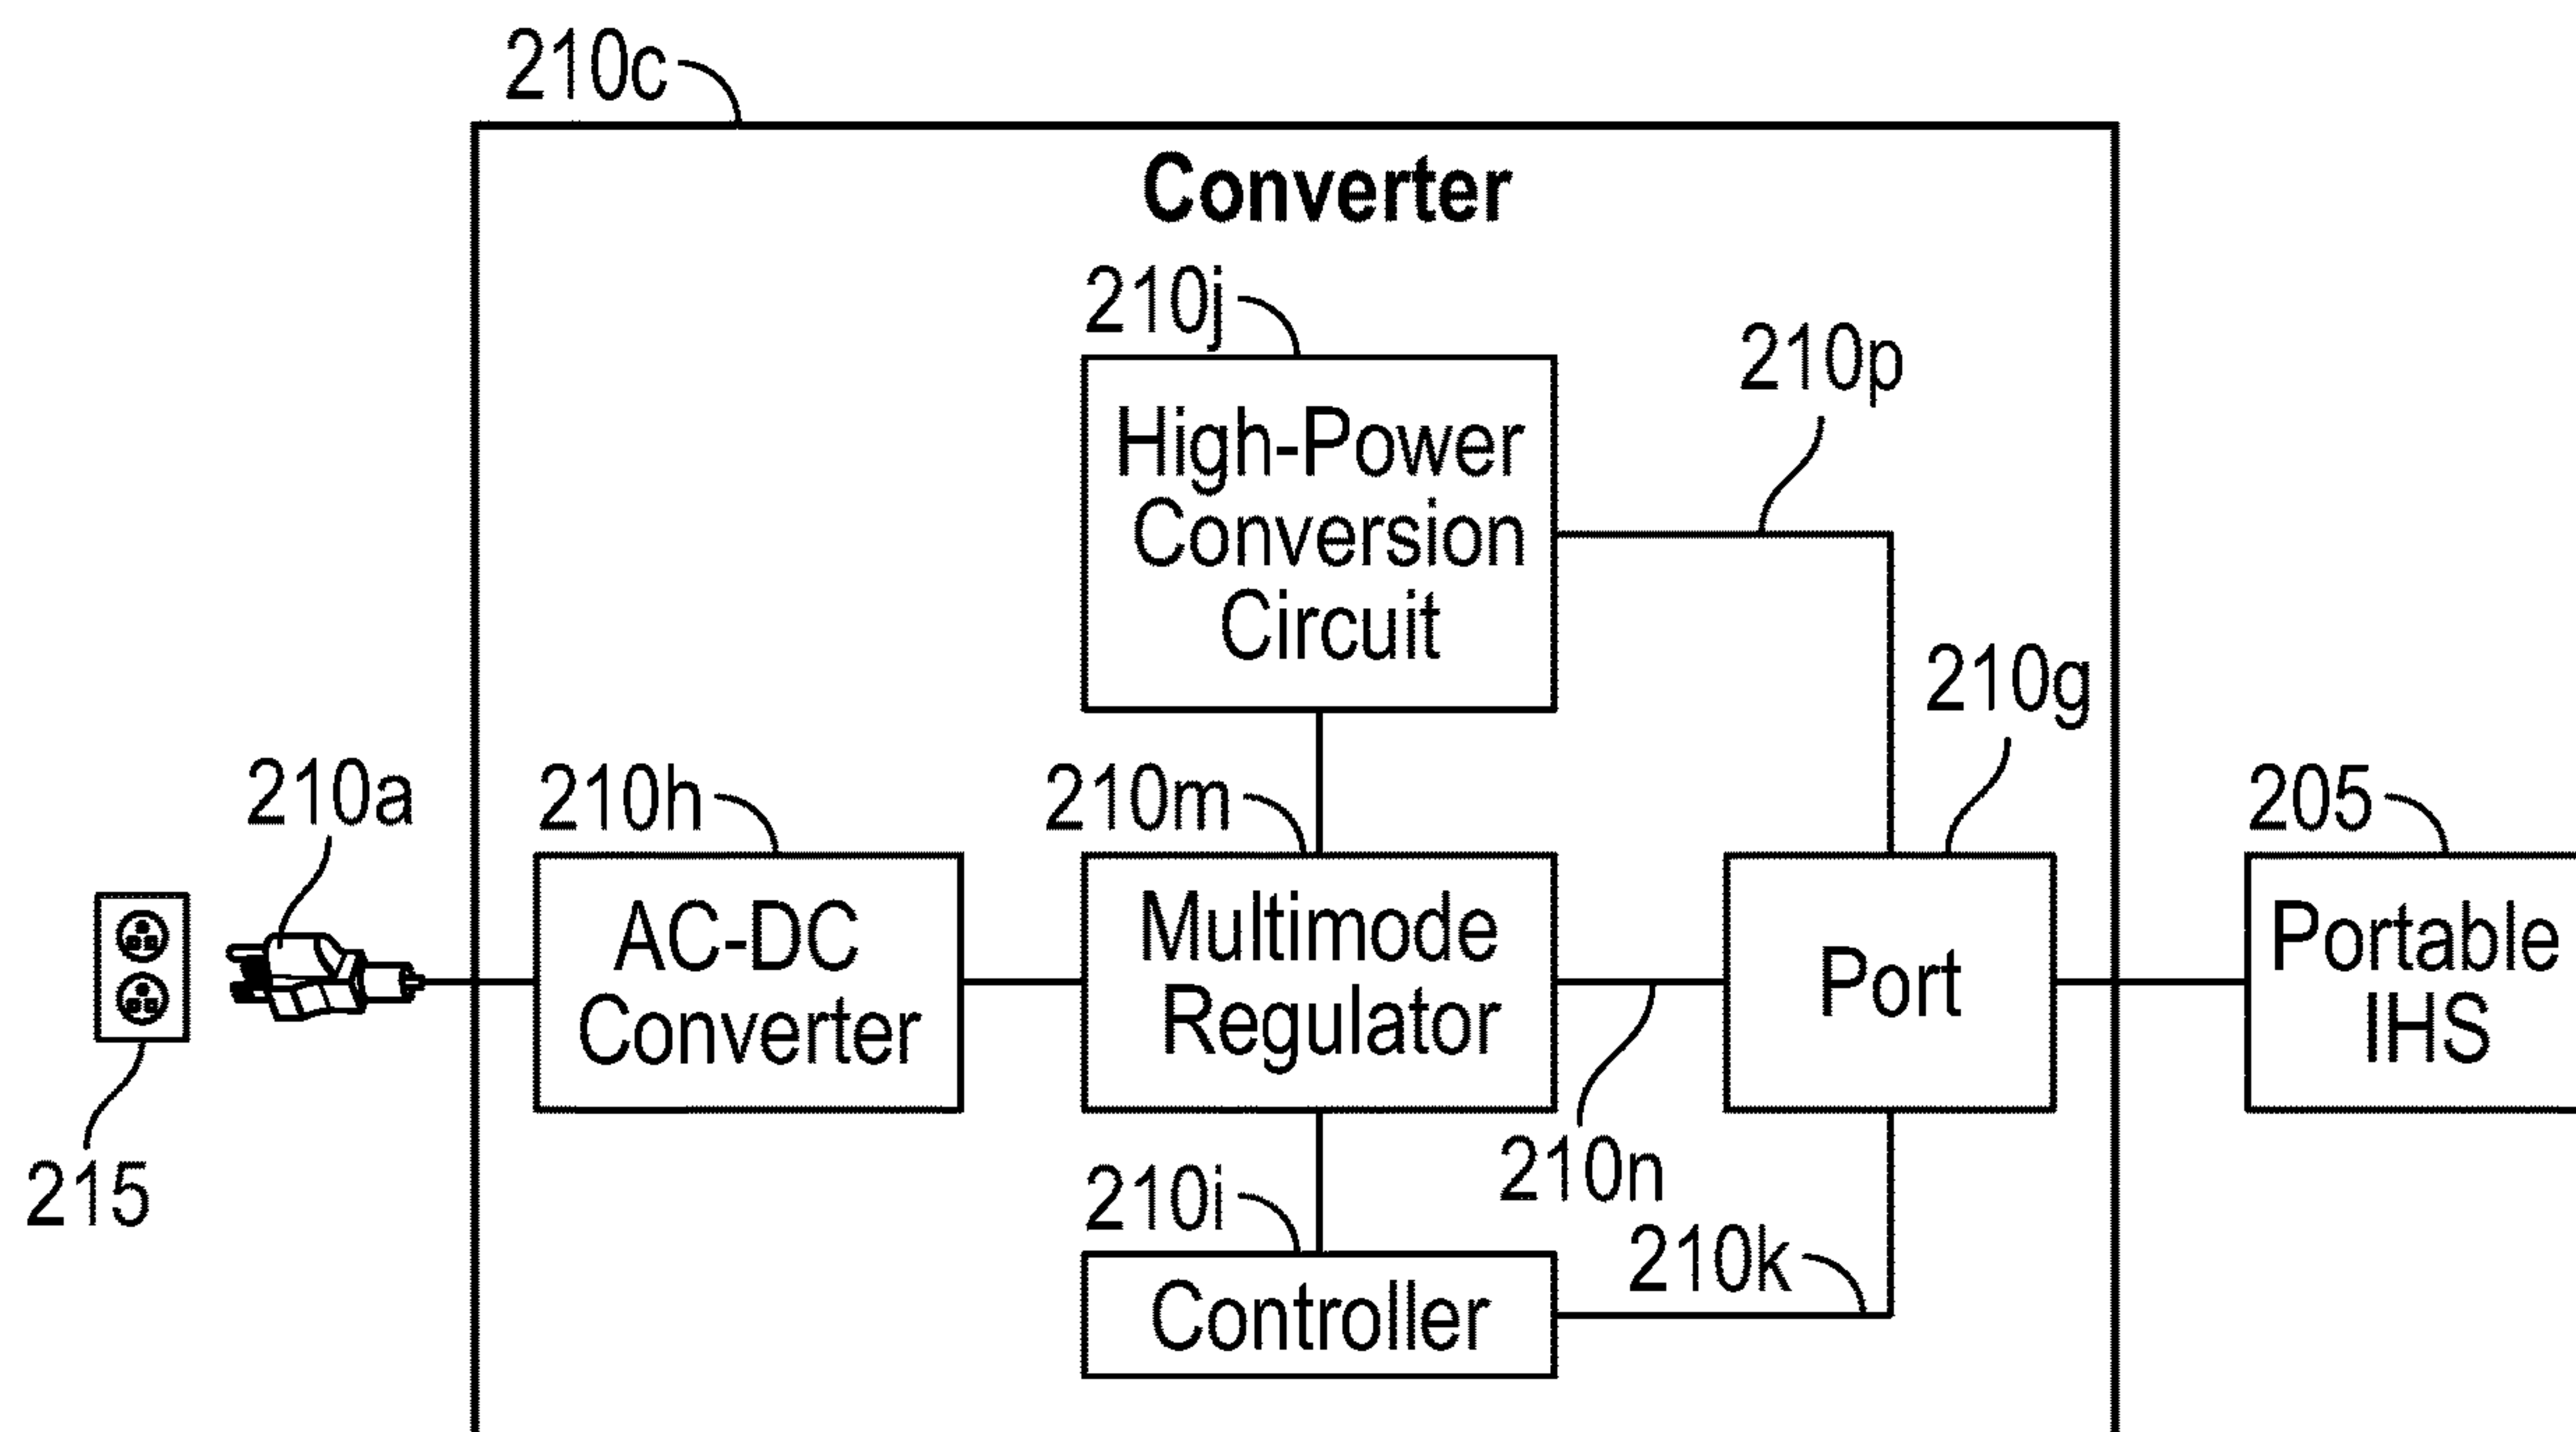 210c
Converter
210j
210p
High-Power
Conversion
Circuit
210g
210a
210h
210m
205
AC-DC
Converter
Multimode
Regulator
Port
Portable
IHS
215
210i
210n
210k
Controller